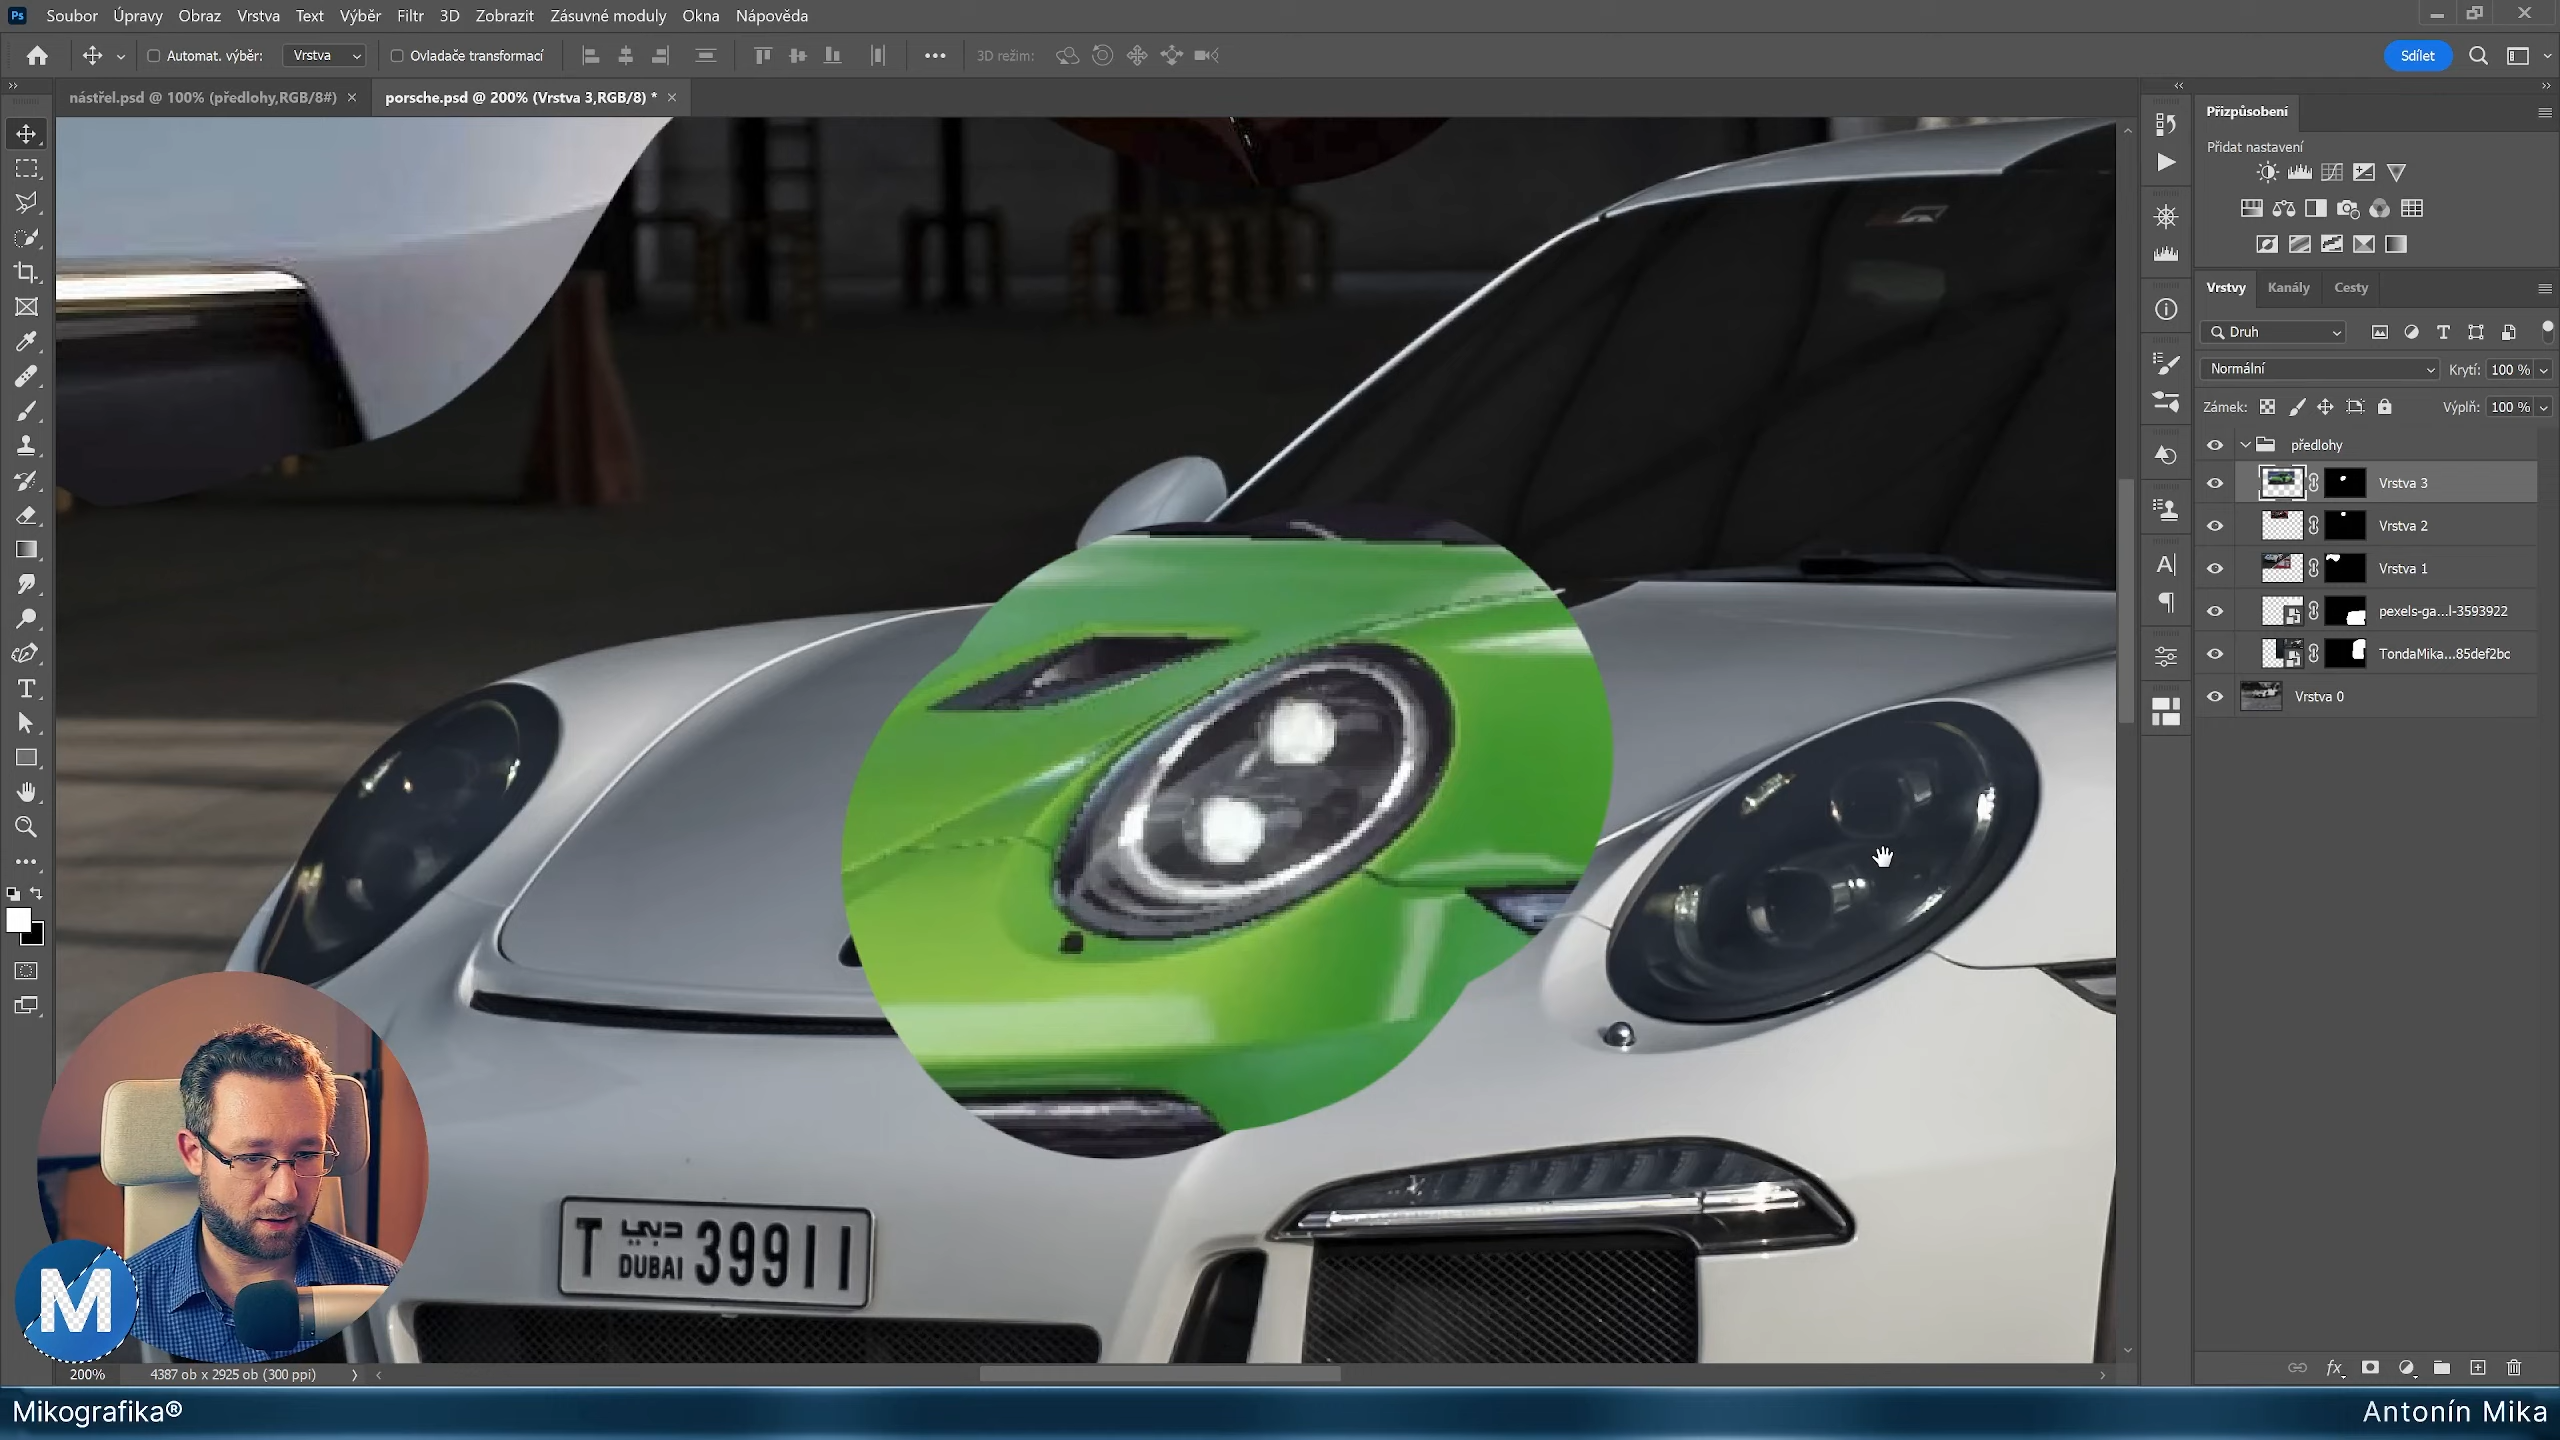 Ps Soubor Úpravy Obraz Vrstva Text Výběr Filtr 3D Zobrazit Zásuvné moduly Okna Nápověda
Automat. výběr: Vrstva Ovladače transformací 3D režim: Sdílet
nástřel.psd @ 100% (předlohy,RGB/8#) × porsche.psd @ 200% (Vrstva 3,RGB/8) * ×
Přizpůsobení
Přidat nastavení
Vrstvy Kanály Cesty
Druh
Normální Krytí: 100 %
Zámek: Výplň: 100 %
předlohy
Vrstva 3
Vrstva 2
Vrstva 1
pexels-ga...l-3593922
TondaMika...85def2bc
Vrstva 0
T دبي DUBAI 39911
M
200% 4387 ob x 2925 ob (300 ppi)
Mikografika®
Antonín Mika